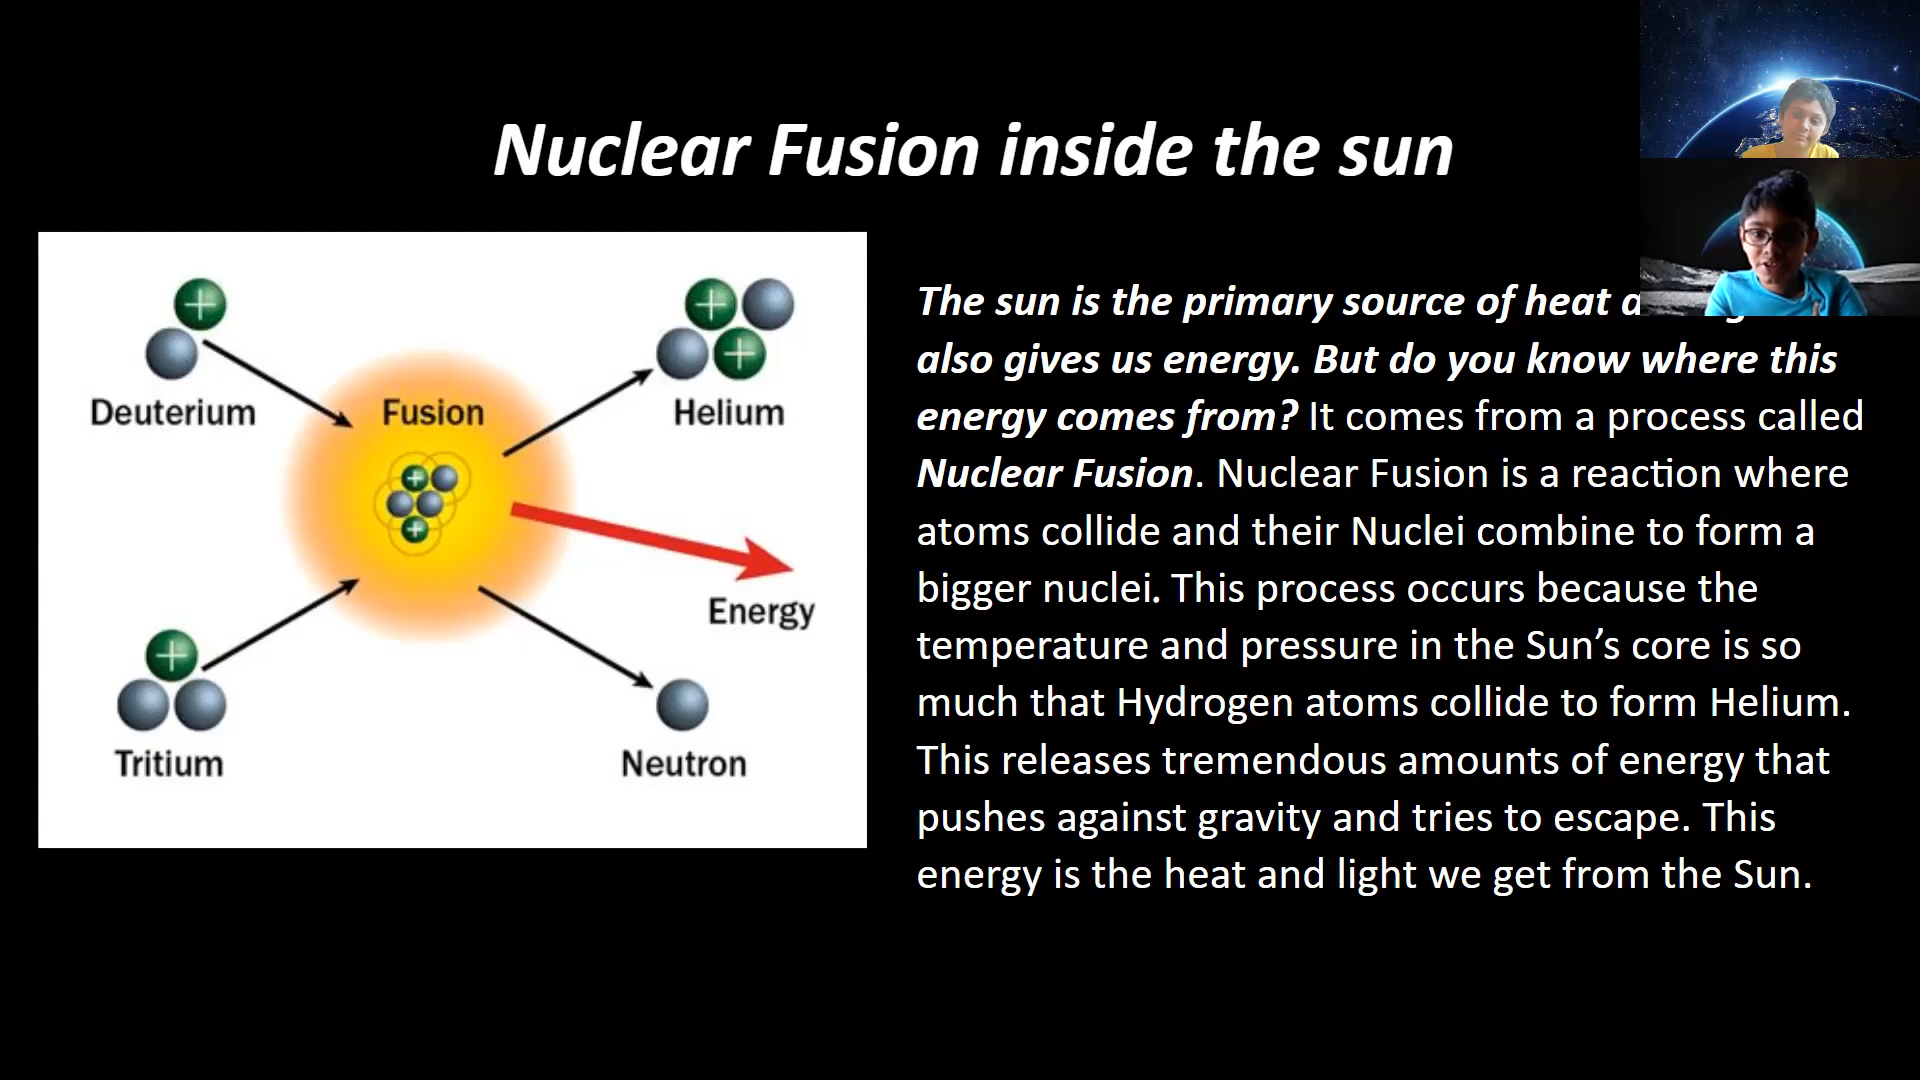 Nuclear Fusion inside the sun
Deuterium
Fusion
Helium
Energy
Tritium
Neutron
The sun is the primary source of heat
also gives us energy. But do you know where this
energy comes from? It comes from a process called
Nuclear Fusion. Nuclear Fusion is a reaction where
atoms collide and their Nuclei combine to form a
bigger nuclei. This process occurs because the
temperature and pressure in the Sun’s core is so
much that Hydrogen atoms collide to form Helium.
This releases tremendous amounts of energy that
pushes against gravity and tries to escape. This
energy is the heat and light we get from the Sun.